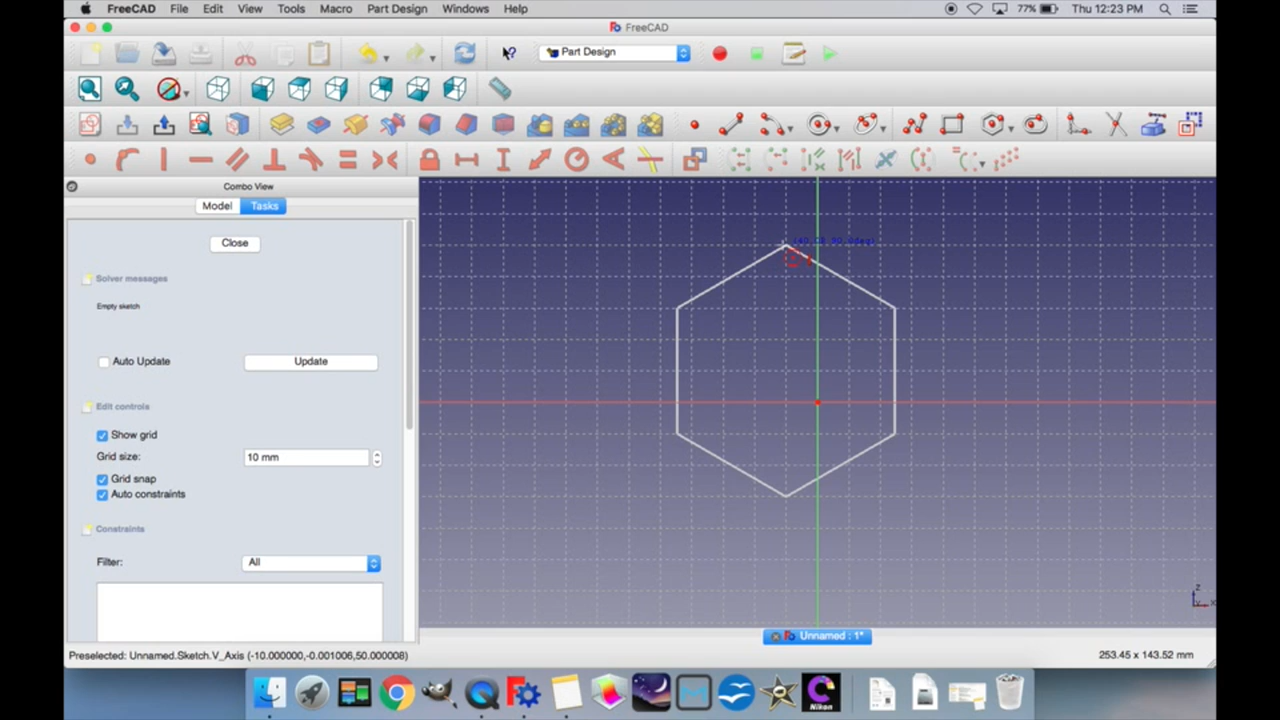 FreeCAD File Edit View Tools Macro Part Design Windows Help 77% Thu 12:23 PM
FreeCAD
Part Design
Combo View
Model Tasks
Close
Solver messages
Empty sketch
Auto Update Update
Edit controls
Show grid
Grid size: 10 mm
Grid snap
Auto constraints
Constraints
Filter: All
Z
X
Unnamed : 1*
Preselected: Unnamed.Sketch.V_Axis (-10.000000,-0.001006,50.000008) 253.45 x 143.52 mm
Nikon